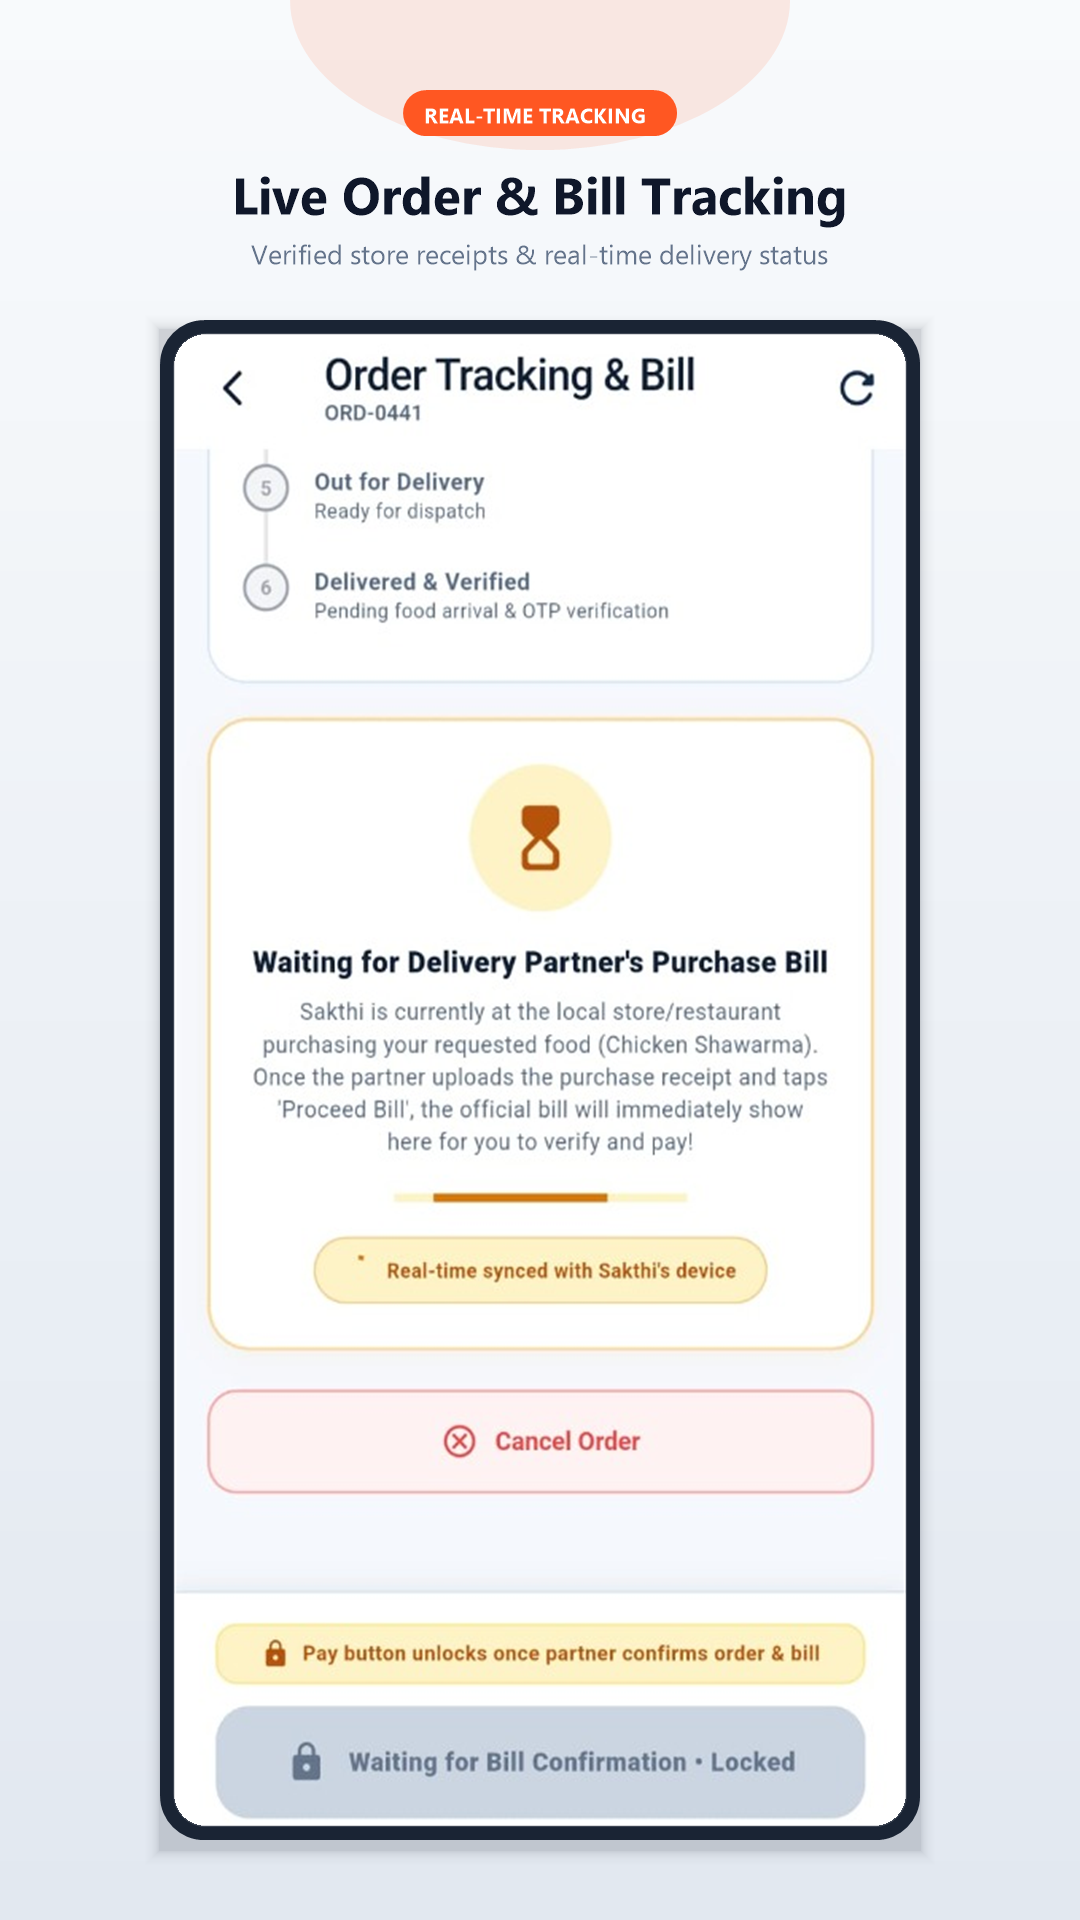 REAL-TIME TRACKING
Live Order & Bill Tracking
Verified store receipts & real-time delivery status
Order Tracking & Bill
ORD-0441
5
Out for Delivery
Ready for dispatch
6
Delivered & Verified
Pending food arrival & OTP verification
Waiting for Delivery Partner's Purchase Bill
Sakthi is currently at the local store/restaurant
purchasing your requested food (Chicken Shawarma).
Once the partner uploads the purchase receipt and taps
'Proceed Bill', the official bill will immediately show
here for you to verify and pay!
Real-time synced with Sakthi's device
Cancel Order
Pay button unlocks once partner confirms order & bill
Waiting for Bill Confirmation • Locked